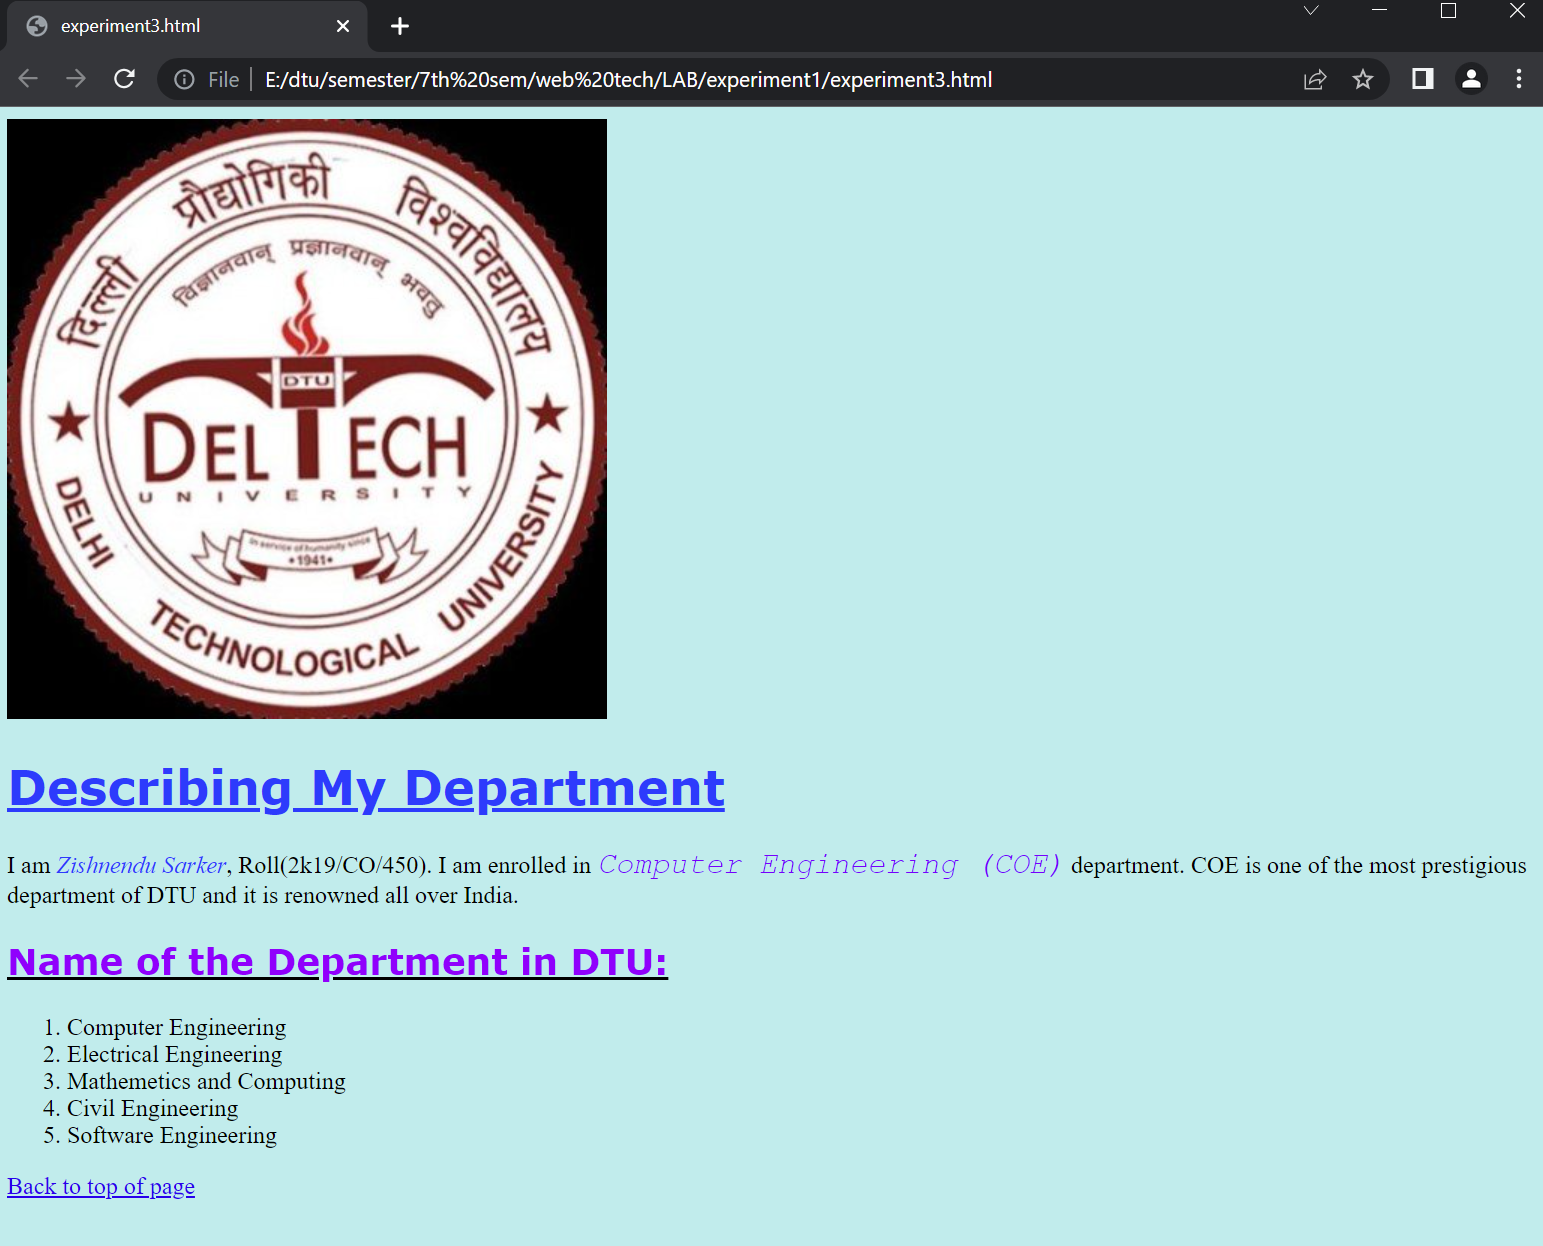 experiment3.html
File E:/dtu/semester/7th%20sem/web%20tech/LAB/experiment1/experiment3.html
दिल्ली प्रौद्योगिकी विश्वविद्यालय
विज्ञानवान् प्रज्ञानवान् भवतु
DTU
DELTECH
UNIVERSITY
in service of humanity since
•1941•
DELHI TECHNOLOGICAL UNIVERSITY
Describing My Department
I am Zishnendu Sarker, Roll(2k19/CO/450). I am enrolled in Computer Engineering (COE) department. COE is one of the most prestigious
department of DTU and it is renowned all over India.
Name of the Department in DTU:
1. Computer Engineering
2. Electrical Engineering
3. Mathemetics and Computing
4. Civil Engineering
5. Software Engineering
Back to top of page